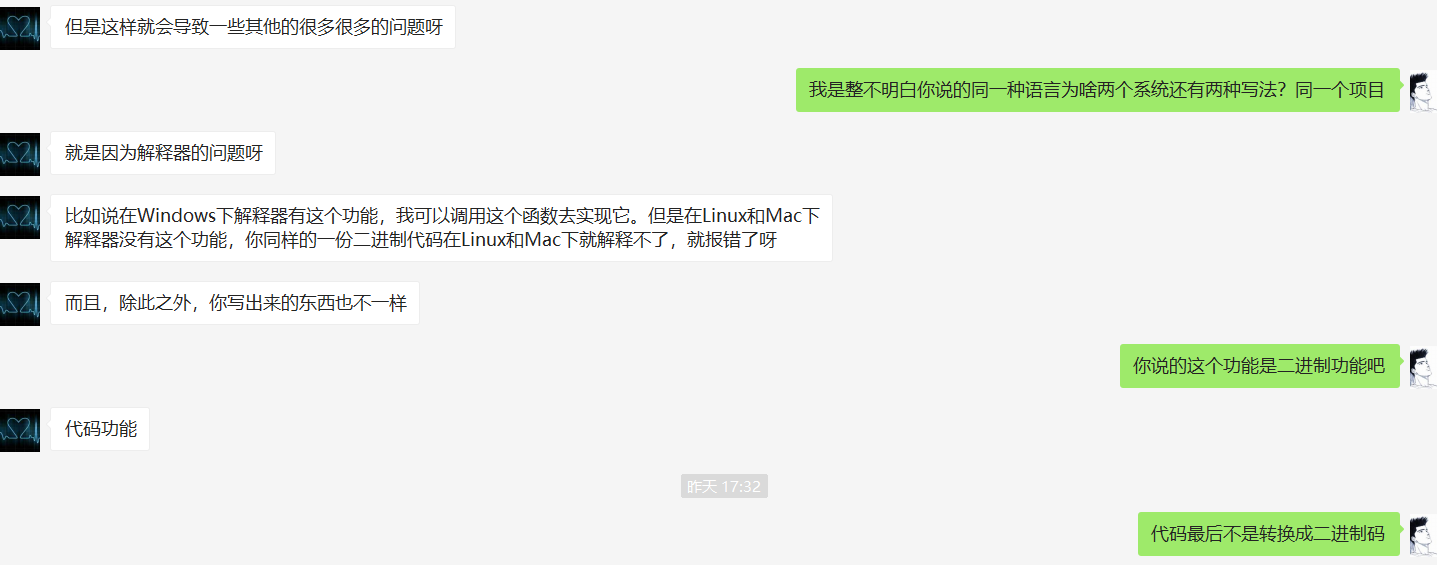 但是这样就会导致一些其他的很多很多的问题呀
我是整不明白你说的同一种语言为啥两个系统还有两种写法？同一个项目
就是因为解释器的问题呀
比如说在Windows下解释器有这个功能，我可以调用这个函数去实现它。但是在Linux和Mac下
解释器没有这个功能，你同样的一份二进制代码在Linux和Mac下就解释不了，就报错了呀
而且，除此之外，你写出来的东西也不一样
你说的这个功能是二进制功能吧
代码功能
昨天 17:32
代码最后不是转换成二进制码